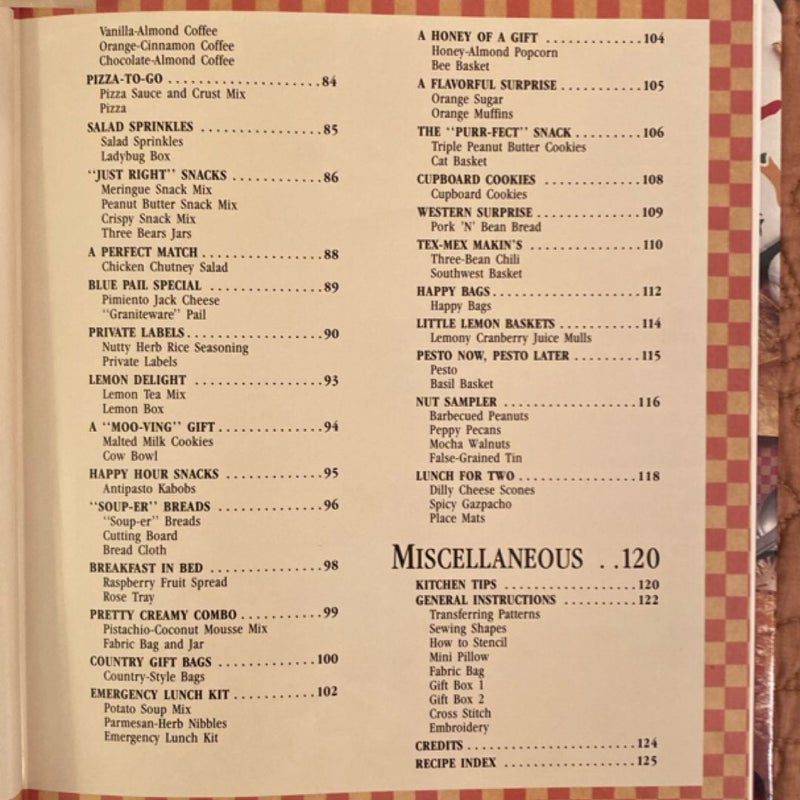 Vanilla-Almond Coffee
Orange-Cinnamon Coffee
Chocolate-Almond Coffee
PIZZA-TO-GO . . . . . . . . . . . . . . . . . . . . 84
Pizza Sauce and Crust Mix
Pizza
SALAD SPRINKLES . . . . . . . . . . . . . . . . 85
Salad Sprinkles
Ladybug Box
"JUST RIGHT" SNACKS . . . . . . . . . . . . 86
Meringue Snack Mix
Peanut Butter Snack Mix
Crispy Snack Mix
Three Bears Jars
A PERFECT MATCH . . . . . . . . . . . . . . . . 88
Chicken Chutney Salad
BLUE PAIL SPECIAL . . . . . . . . . . . . . . . 89
Pimiento Jack Cheese
"Graniteware" Pail
PRIVATE LABELS . . . . . . . . . . . . . . . . . . 90
Nutty Herb Rice Seasoning
Private Labels
LEMON DELIGHT . . . . . . . . . . . . . . . . . 93
Lemon Tea Mix
Lemon Box
A "MOO-VING" GIFT . . . . . . . . . . . . . . 94
Malted Milk Cookies
Cow Bowl
HAPPY HOUR SNACKS . . . . . . . . . . . . . 95
Antipasto Kabobs
"SOUP-ER" BREADS . . . . . . . . . . . . . . . 96
"Soup-er" Breads
Cutting Board
Bread Cloth
BREAKFAST IN BED . . . . . . . . . . . . . . . 98
Raspberry Fruit Spread
Rose Tray
PRETTY CREAMY COMBO . . . . . . . . . . . 99
Pistachio-Coconut Mousse Mix
Fabric Bag and Jar
COUNTRY GIFT BAGS . . . . . . . . . . . . . 100
Country-Style Bags
EMERGENCY LUNCH KIT . . . . . . . . . . . 102
Potato Soup Mix
Parmesan-Herb Nibbles
Emergency Lunch Kit
A HONEY OF A GIFT . . . . . . . . . . . . . 104
Honey-Almond Popcorn
Bee Basket
A FLAVORFUL SURPRISE . . . . . . . . . . . 105
Orange Sugar
Orange Muffins
THE "PURR-FECT" SNACK . . . . . . . . . . 106
Triple Peanut Butter Cookies
Cat Basket
CUPBOARD COOKIES . . . . . . . . . . . . . 108
Cupboard Cookies
WESTERN SURPRISE . . . . . . . . . . . . . . 109
Pork 'N' Bean Bread
TEX-MEX MAKIN'S . . . . . . . . . . . . . . . 110
Three-Bean Chili
Southwest Basket
HAPPY BAGS . . . . . . . . . . . . . . . . . . . . 112
Happy Bags
LITTLE LEMON BASKETS . . . . . . . . . . . 114
Lemony Cranberry Juice Mulls
PESTO NOW, PESTO LATER . . . . . . . . . 115
Pesto
Basil Basket
NUT SAMPLER . . . . . . . . . . . . . . . . . . . 116
Barbecued Peanuts
Peppy Pecans
Mocha Walnuts
False-Grained Tin
LUNCH FOR TWO . . . . . . . . . . . . . . . . 118
Dilly Cheese Scones
Spicy Gazpacho
Place Mats
MISCELLANEOUS . . 120
KITCHEN TIPS . . . . . . . . . . . . . . . . . . 120
GENERAL INSTRUCTIONS . . . . . . . . . . 122
Transferring Patterns
Sewing Shapes
How to Stencil
Mini Pillow
Fabric Bag
Gift Box 1
Gift Box 2
Cross Stitch
Embroidery
CREDITS . . . . . . . . . . . . . . . . . . . . . . . 124
RECIPE INDEX . . . . . . . . . . . . . . . . . . 125